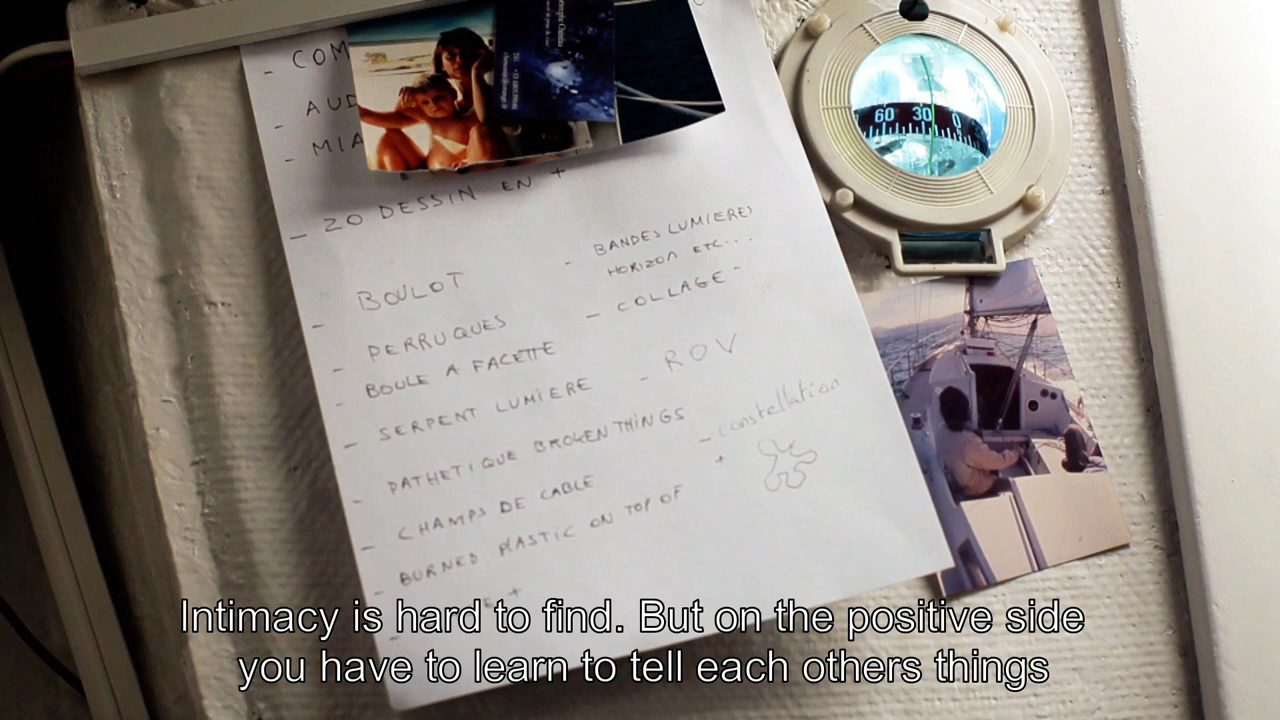 - COM
- AUD
- MIA
- 20 DESSIN EN +
- BOULOT
- PERRUQUES
- BOULE A FACETTE
- SERPENT LUMIERE
- PATHETIQUE BROKEN THINGS
- CHAMPS DE CABLE
- BURNED PLASTIC ON TOP OF
- BANDES LUMIERES
HORIZON ETC...
- COLLAGE -
- ROV
- constellation
+
60 30 0
Intimacy is hard to find. But on the positive side
you have to learn to tell each others things